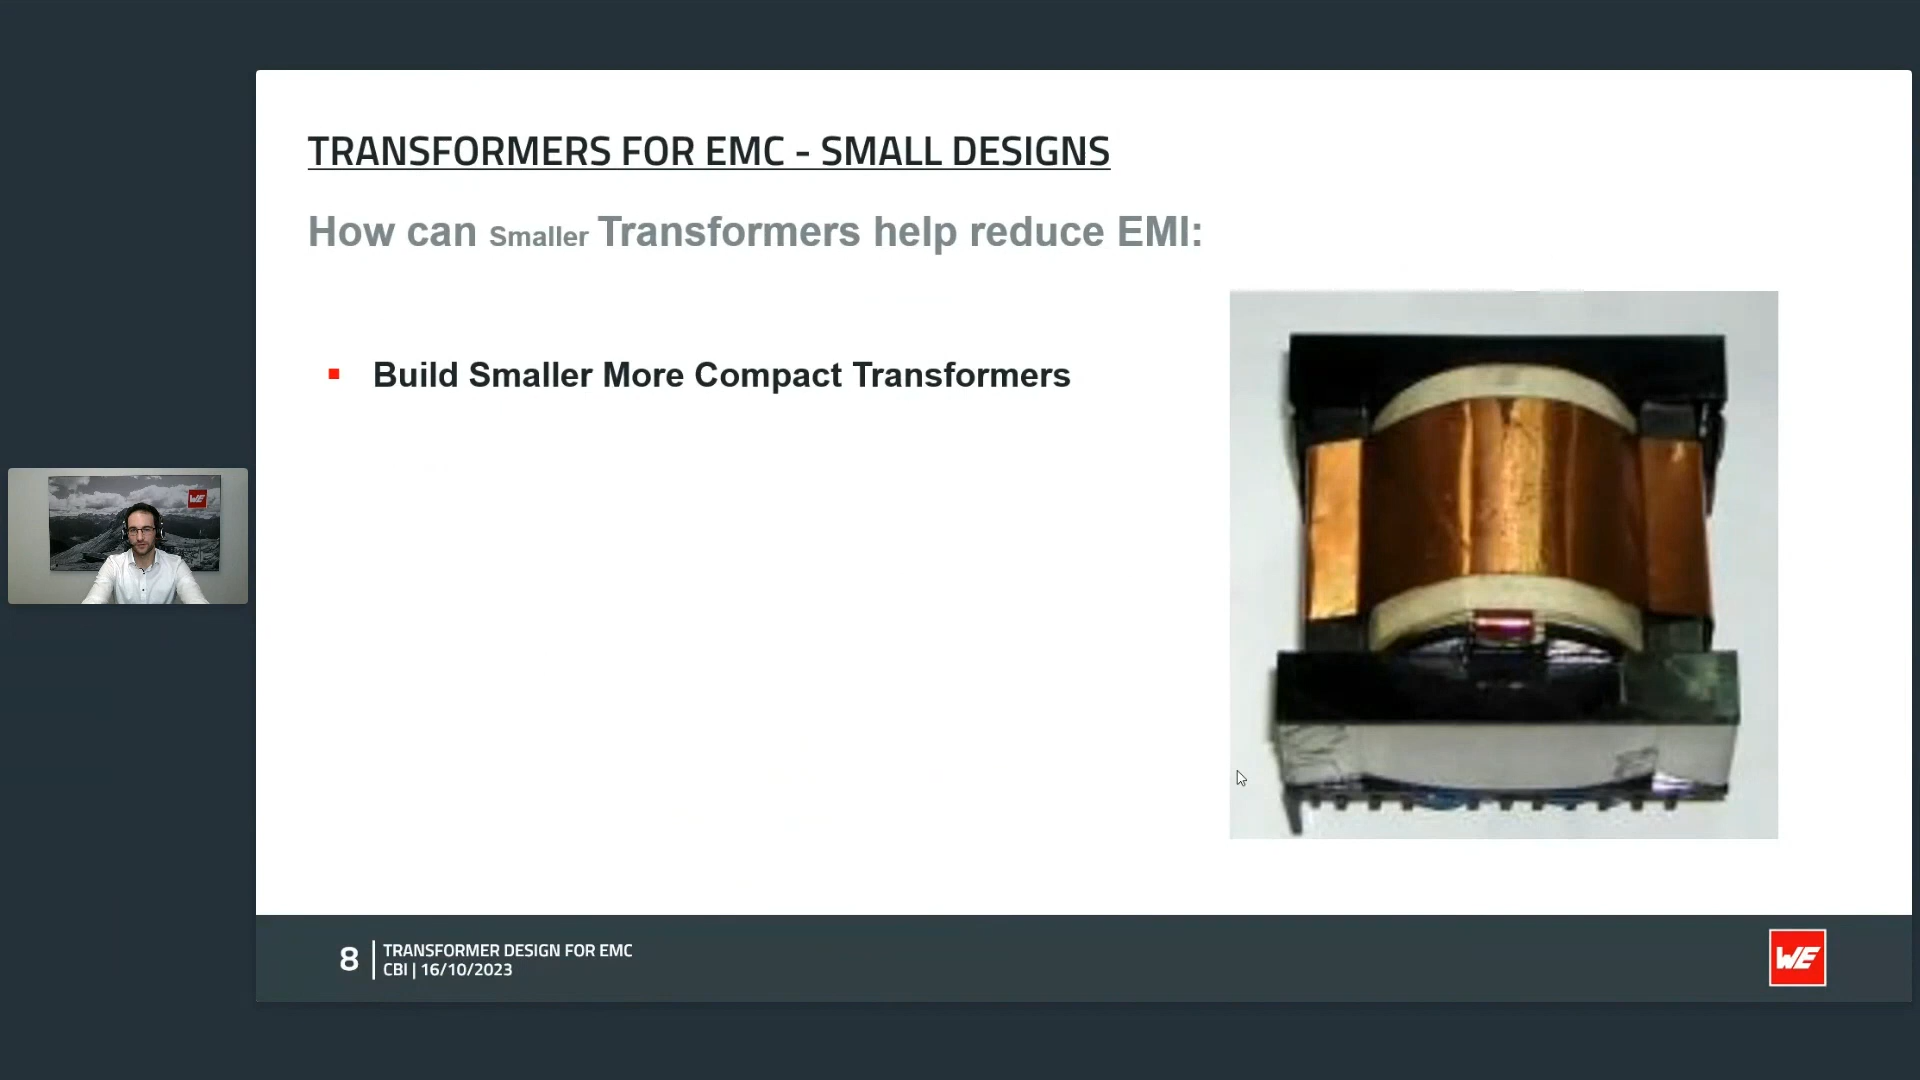 TRANSFORMERS FOR EMC - SMALL DESIGNS
How can Smaller Transformers help reduce EMI:
Build Smaller More Compact Transformers
WE
8
TRANSFORMER DESIGN FOR EMC
CBI | 16/10/2023
WE